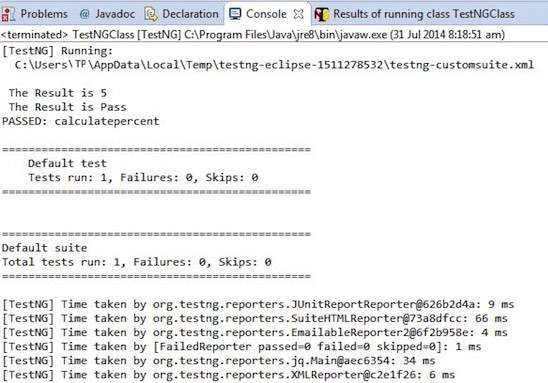 Problems @ Javadoc Declaration Console Results of running class TestNGClass
<terminated> TestNGClass [TestNG] C:\Program Files\Java\jre8\bin\javaw.exe (31 Jul 2014 8:18:51 am)
[TestNG] Running:
C:\Users\TP\AppData\Local\Temp\testng-eclipse-1511278532\testng-customsuite.xml
The Result is 5
The Result is Pass
PASSED: calculatepercent
===============================================
Default test
Tests run: 1, Failures: 0, Skips: 0
===============================================
===============================================
Default suite
Total tests run: 1, Failures: 0, Skips: 0
===============================================
[TestNG] Time taken by org.testng.reporters.JUnitReportReporter@626b2d4a: 9 ms
[TestNG] Time taken by org.testng.reporters.SuiteHTMLReporter@73a8dfcc: 66 ms
[TestNG] Time taken by org.testng.reporters.EmailableReporter2@6f2b958e: 4 ms
[TestNG] Time taken by [FailedReporter passed=0 failed=0 skipped=0]: 1 ms
[TestNG] Time taken by org.testng.reporters.jq.Main@aec6354: 34 ms
[TestNG] Time taken by org.testng.reporters.XMLReporter@c2e1f26: 6 ms